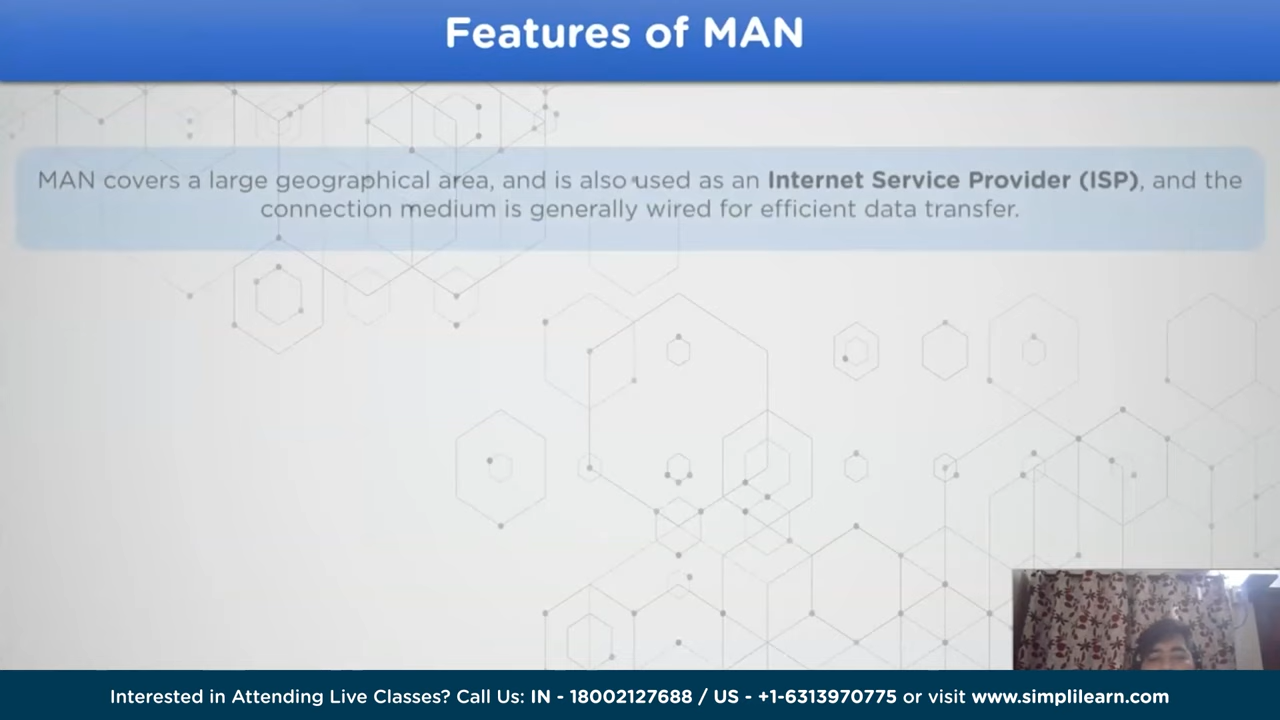 Features of MAN
MAN covers a large geographical area, and is also used as an Internet Service Provider (ISP), and the
connection medium is generally wired for efficient data transfer.
Interested in Attending Live Classes? Call Us: IN - 18002127688 / US - +1-6313970775 or visit www.simplilearn.com